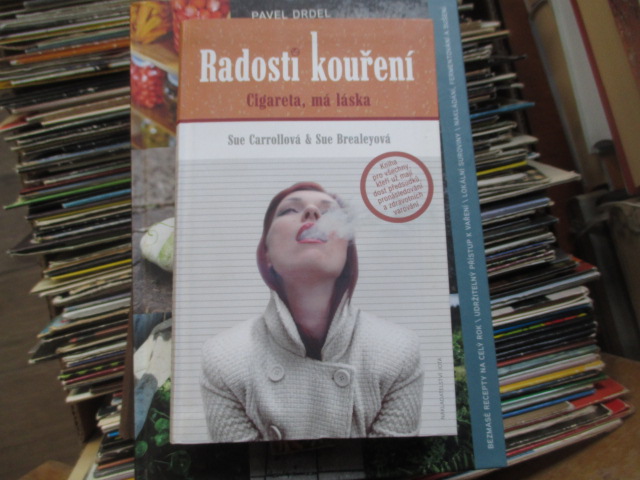 PAVEL DRDEL
Radosti kouření
Cigareta, má láska
Sue Carrollová & Sue Brealeyová
Kniha
pro všechny,
kteří už mají
dost předsudků,
pronásledování
a zdravotních
varování
BEZMASÉ RECEPTY NA CELÝ ROK \ UDRŽITELNÝ PŘÍSTUP K VAŘENÍ \ LOKÁLNÍ SUROVINY \ NAKLÁDÁNÍ, FERMENTOVÁNÍ A SUŠENÍ